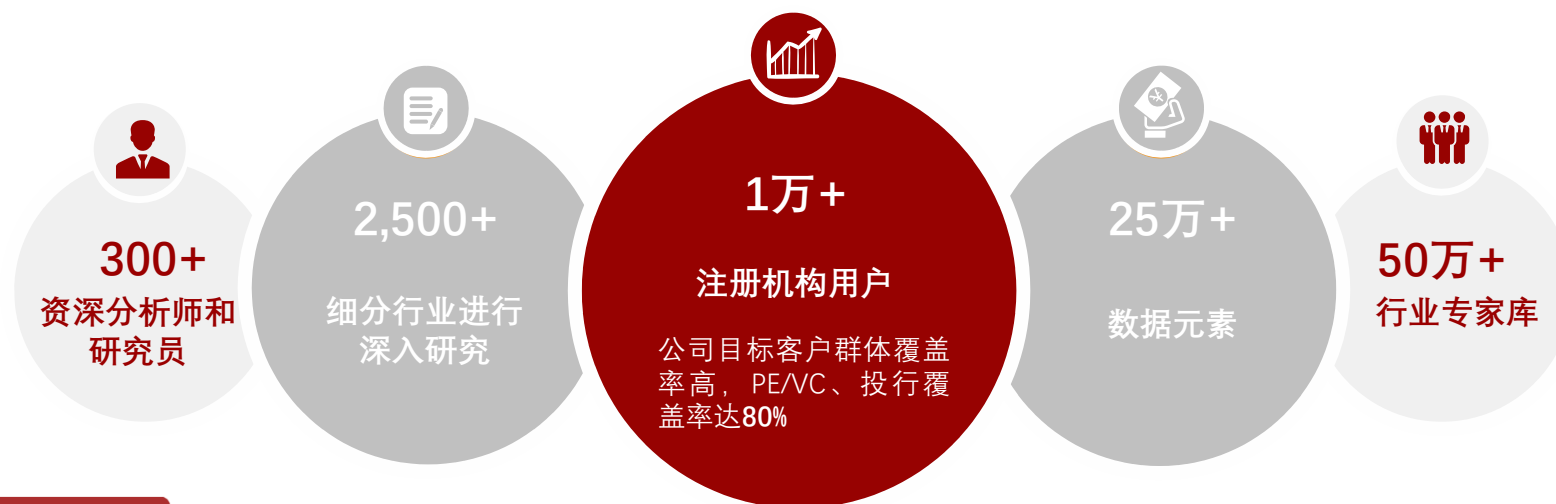 300+
资深分析师和
研究员
2,500+
细分行业进行
深入研究
1万+
注册机构用户
公司目标客户群体覆盖
率高，PE/VC、投行覆
盖率达80%
25万+
数据元素
50万+
行业专家库